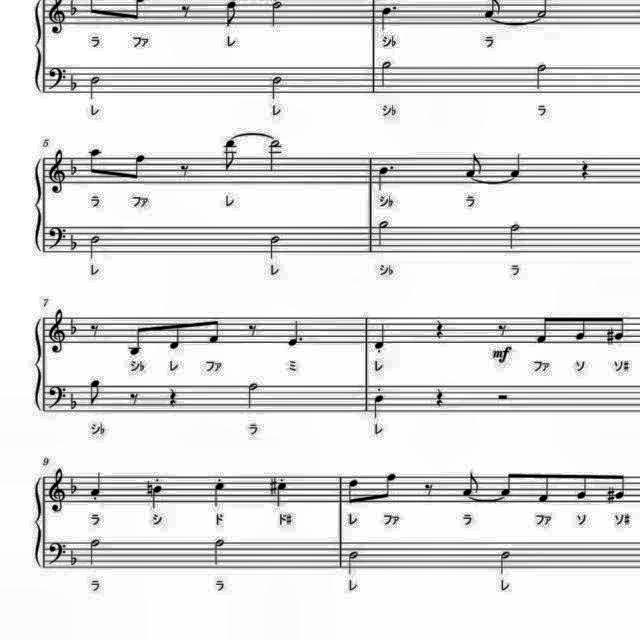 ラ ファ レ シ♭ ラ
レ レ シ♭ ラ
5
ラ ファ レ シ♭ ラ
レ レ シ♭ ラ
7
mf
シ♭ レ ファ ミ レ ファ ソ ソ♯
シ♭ ラ レ
9
ラ シ ド ド♯ レ ファ ラ ファ ソ ソ♯
ラ ラ レ レ